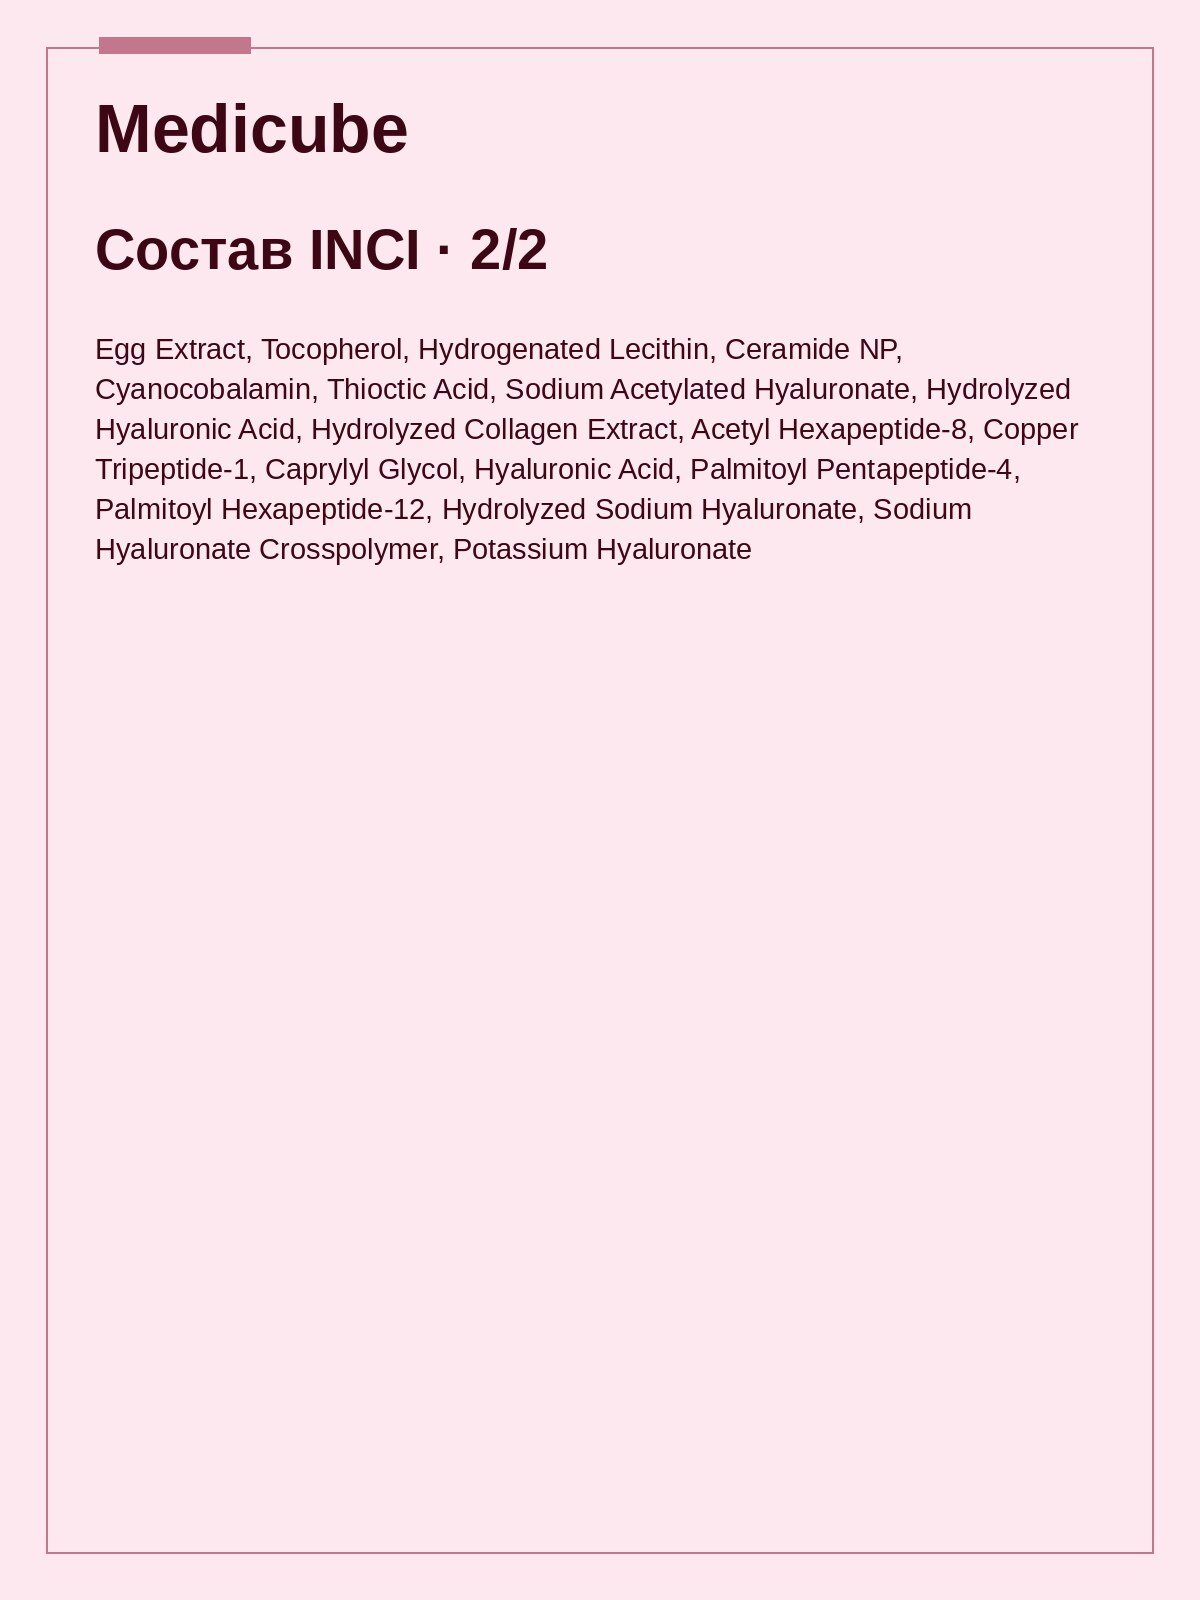 Medicube
Состав INCI · 2/2
Egg Extract, Tocopherol, Hydrogenated Lecithin, Ceramide NP,
Cyanocobalamin, Thioctic Acid, Sodium Acetylated Hyaluronate, Hydrolyzed
Hyaluronic Acid, Hydrolyzed Collagen Extract, Acetyl Hexapeptide-8, Copper
Tripeptide-1, Caprylyl Glycol, Hyaluronic Acid, Palmitoyl Pentapeptide-4,
Palmitoyl Hexapeptide-12, Hydrolyzed Sodium Hyaluronate, Sodium
Hyaluronate Crosspolymer, Potassium Hyaluronate